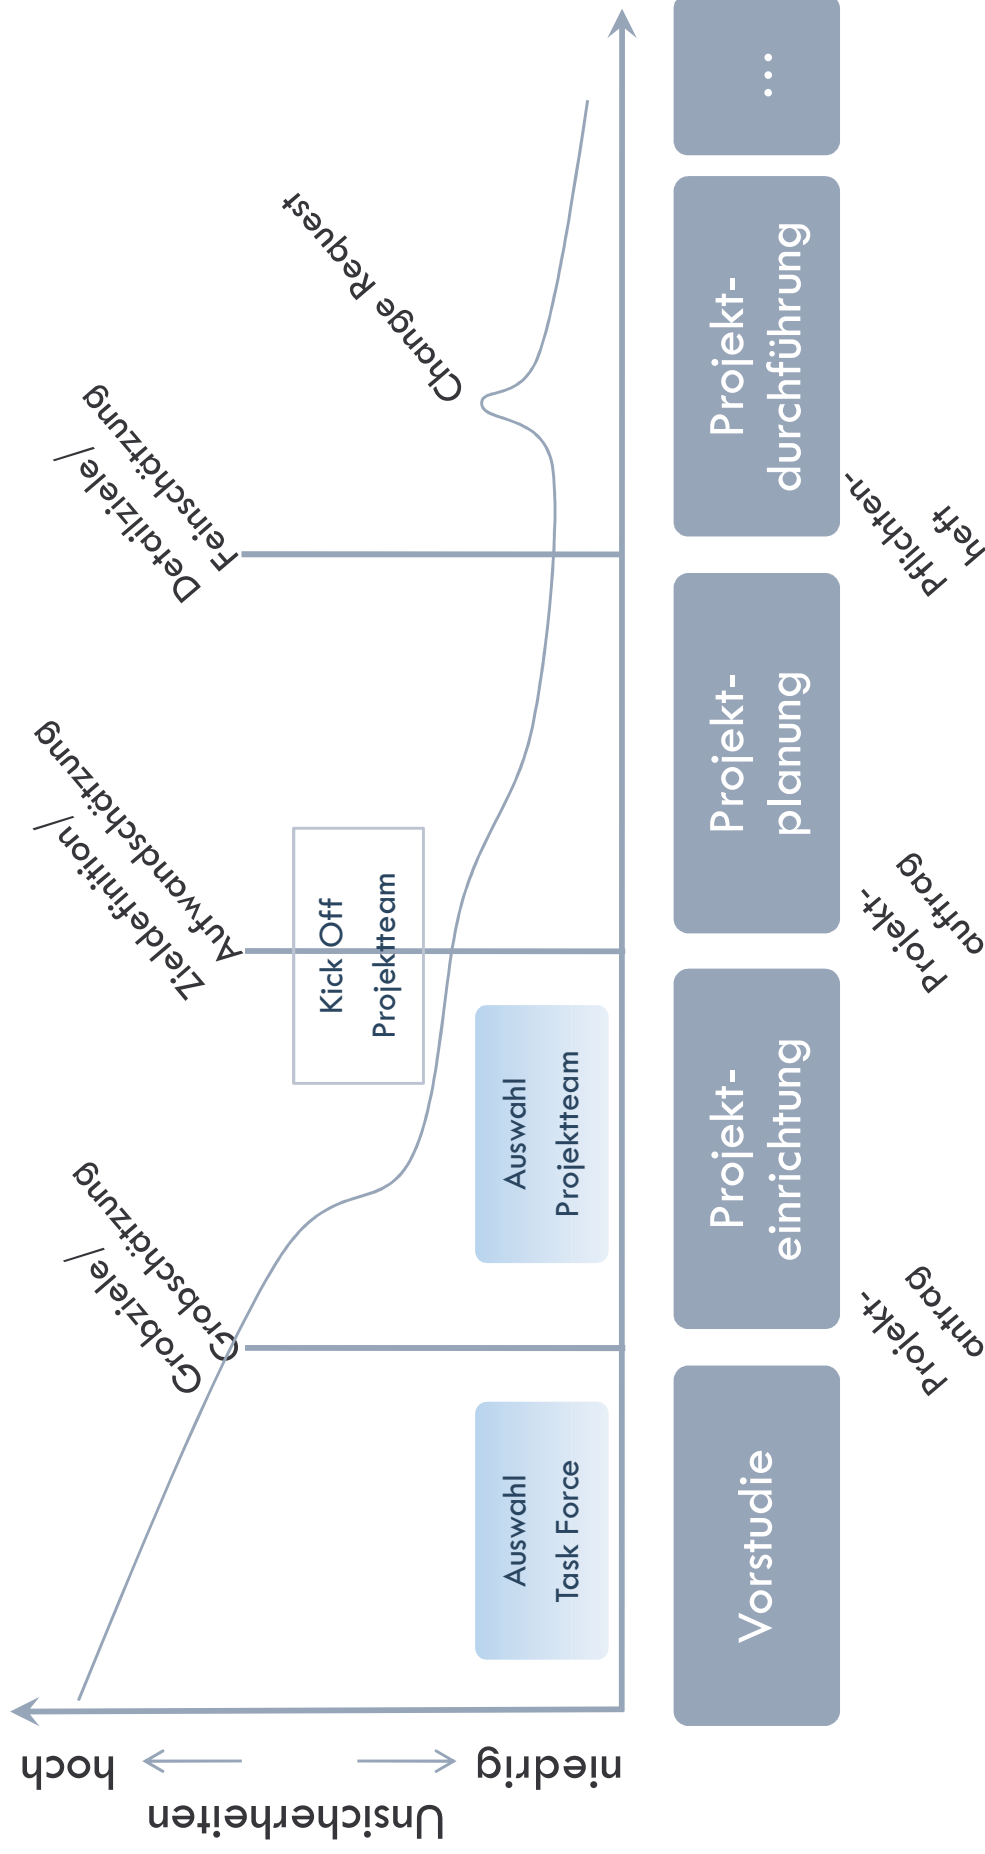 Unsicherheiten
hoch
niedrig
Grobziele/
Grobschätzung
Zieldefinition/
Aufwandschätzung
Detailziele/
Feinschätzung
Change Request
Kick Off
Projektteam
Auswahl
Task Force
Auswahl
Projektteam
Vorstudie
Projekt-
einrichtung
Projekt-
planung
Projekt-
durchführung
...
Projekt-
antrag
Projekt-
auftrag
Pflichten-
heft